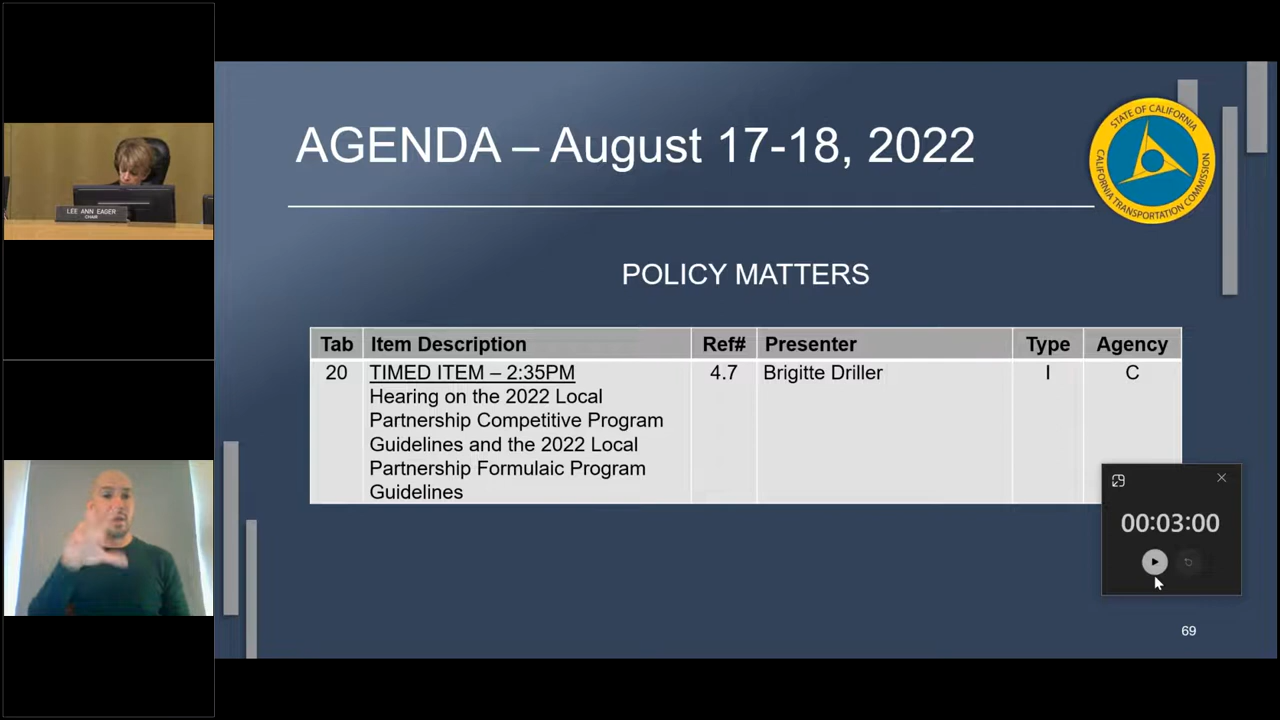 AGENDA – August 17-18, 2022
STATE OF CALIFORNIA
CALIFORNIA TRANSPORTATION COMMISSION
LEE ANN EAGER
CHAIR
POLICY MATTERS
Tab Item Description Ref# Presenter Type Agency
20 TIMED ITEM – 2:35PM 4.7 Brigitte Driller I C
Hearing on the 2022 Local
Partnership Competitive Program
Guidelines and the 2022 Local
Partnership Formulaic Program
Guidelines
00:03:00
69